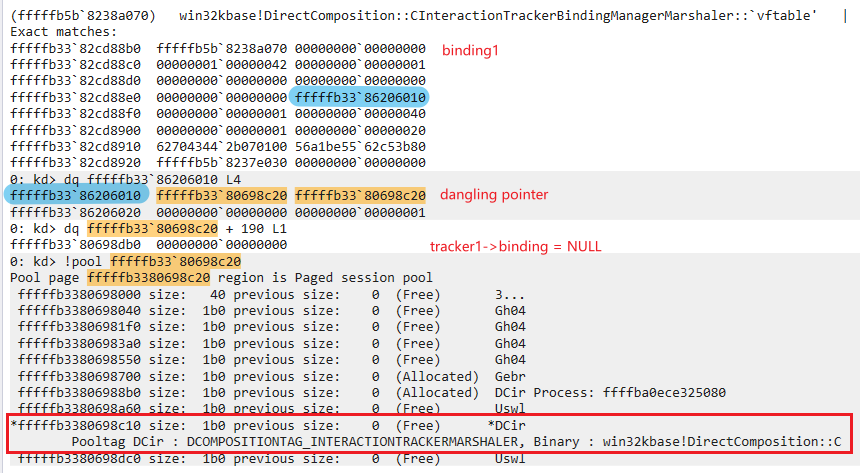 (fffffb5b`8238a070)   win32kbase!DirectComposition::CInteractionTrackerBindingManagerMarshaler::`vftable'   |
Exact matches:
fffffb33`82cd88b0  fffffb5b`8238a070 00000000`00000000
binding1
fffffb33`82cd88c0  00000001`00000042 00000000`00000001
fffffb33`82cd88d0  00000000`00000000 00000000`00000000
fffffb33`82cd88e0  00000000`00000000 fffffb33`86206010
fffffb33`82cd88f0  00000000`00000001 00000000`00000040
fffffb33`82cd8900  00000000`00000001 00000000`00000020
fffffb33`82cd8910  62704344`2b070100 56a1be55`62c53b80
fffffb33`82cd8920  fffffb5b`8237e030 00000000`00000000
0: kd> dq fffffb33`86206010 L4
fffffb33`86206010  fffffb33`80698c20 fffffb33`80698c20
dangling pointer
fffffb33`86206020  00000000`00000000 00000000`00000001
0: kd> dq fffffb33`80698c20 + 190 L1
fffffb33`80698db0  00000000`00000000
tracker1->binding = NULL
0: kd> !pool fffffb33`80698c20
Pool page fffffb3380698c20 region is Paged session pool
fffffb3380698000 size:   40 previous size:    0  (Free)       3...
fffffb3380698040 size:  1b0 previous size:    0  (Free)       Gh04
fffffb33806981f0 size:  1b0 previous size:    0  (Free)       Gh04
fffffb33806983a0 size:  1b0 previous size:    0  (Free)       Gh04
fffffb3380698550 size:  1b0 previous size:    0  (Free)       Gh04
fffffb3380698700 size:  1b0 previous size:    0  (Allocated)  Gebr
fffffb33806988b0 size:  1b0 previous size:    0  (Allocated)  DCir Process: ffffba0ece325080
fffffb3380698a60 size:  1b0 previous size:    0  (Free)       Uswl
*fffffb3380698c10 size:  1b0 previous size:    0  (Free)      *DCir
Pooltag DCir : DCOMPOSITIONTAG_INTERACTIONTRACKERMARSHALER, Binary : win32kbase!DirectComposition::C
fffffb3380698dc0 size:  1b0 previous size:    0  (Free)       Uswl